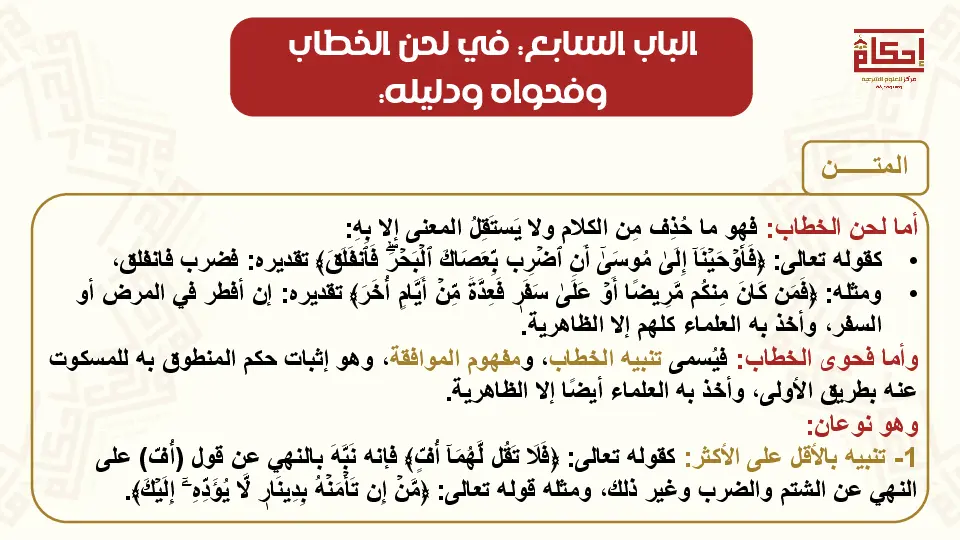 الباب السابع: في لحن الخطاب
وفحواه ودليله:
إحكام
مركز للعلوم الشرعية
المتـــــــن
أما لحن الخطاب: فهو ما حُذِف مِن الكلام ولا يَستَقِلُ المعنى إلا بِهِ:
• كقوله تعالى: ﴿فَأَوۡحَيۡنَآ إِلَىٰ مُوسَىٰٓ أَنِ ٱضۡرِب بِّعَصَاكَ ٱلۡبَحۡرَۖ فَٱنفَلَقَ﴾ تقديره: فضرب فانفلق،
• ومثله: ﴿فَمَن كَانَ مِنكُم مَّرِيضًا أَوۡ عَلَىٰ سَفَرٖ فَعِدَّةٞ مِّنۡ أَيَّامٍ أُخَرَ﴾ تقديره: إن أفطر في المرض أو
السفر، وأخذ به العلماء كلهم إلا الظاهرية.
وأما فحوى الخطاب: فيُسمى تنبيه الخطاب، ومفهوم الموافقة، وهو إثبات حكم المنطوق به للمسكوت
عنه بطريق الأولى، وأخذ به العلماء أيضًا إلا الظاهرية.
وهو نوعان:
1- تنبيه بالأقل على الأكثر: كقوله تعالى: ﴿فَلَا تَقُل لَّهُمَآ أُفّٖ﴾ فإنه نَبَّهَ بالنهي عن قول (أُفّ) على
النهي عن الشتم والضرب وغير ذلك، ومثله قوله تعالى: ﴿مَّنۡ إِن تَأۡمَنۡهُ بِدِينَارٖ لَّا يُؤَدِّهِۦٓ إِلَيۡكَ﴾.